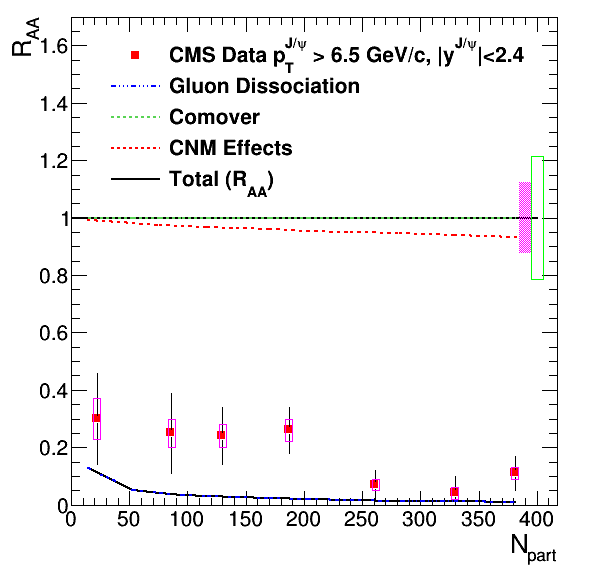 R_AA
CMS Data p_T^J/ψ > 6.5 GeV/c, |y^J/ψ|<2.4
Gluon Dissociation
Comover
CNM Effects
Total (R_AA)
1.6
1.4
1.2
1
0.8
0.6
0.4
0.2
0
0 50 100 150 200 250 300 350 400
N_part